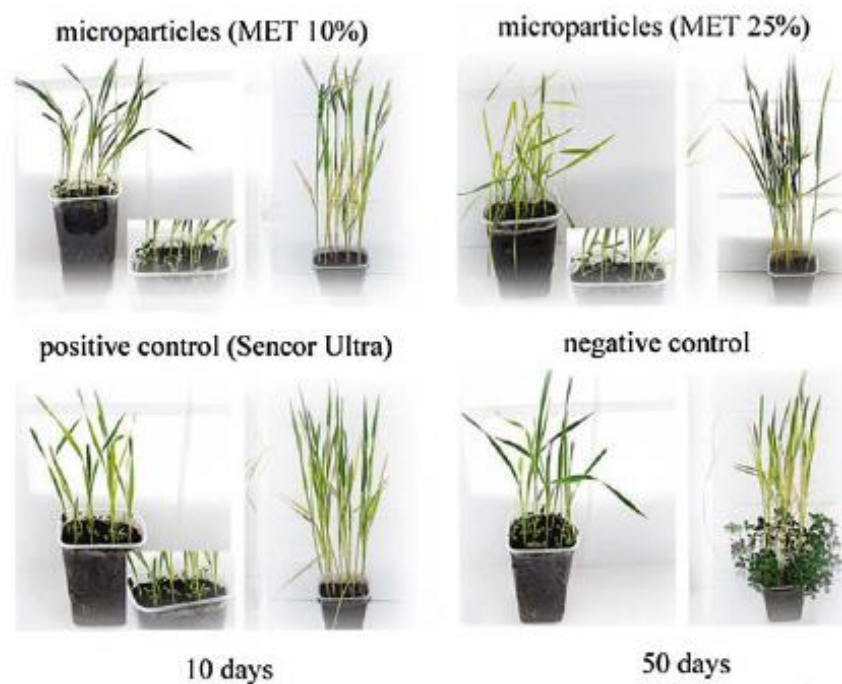 microparticles (MET 10%)
microparticles (MET 25%)
positive control (Sencor Ultra)
negative control
10 days
50 days